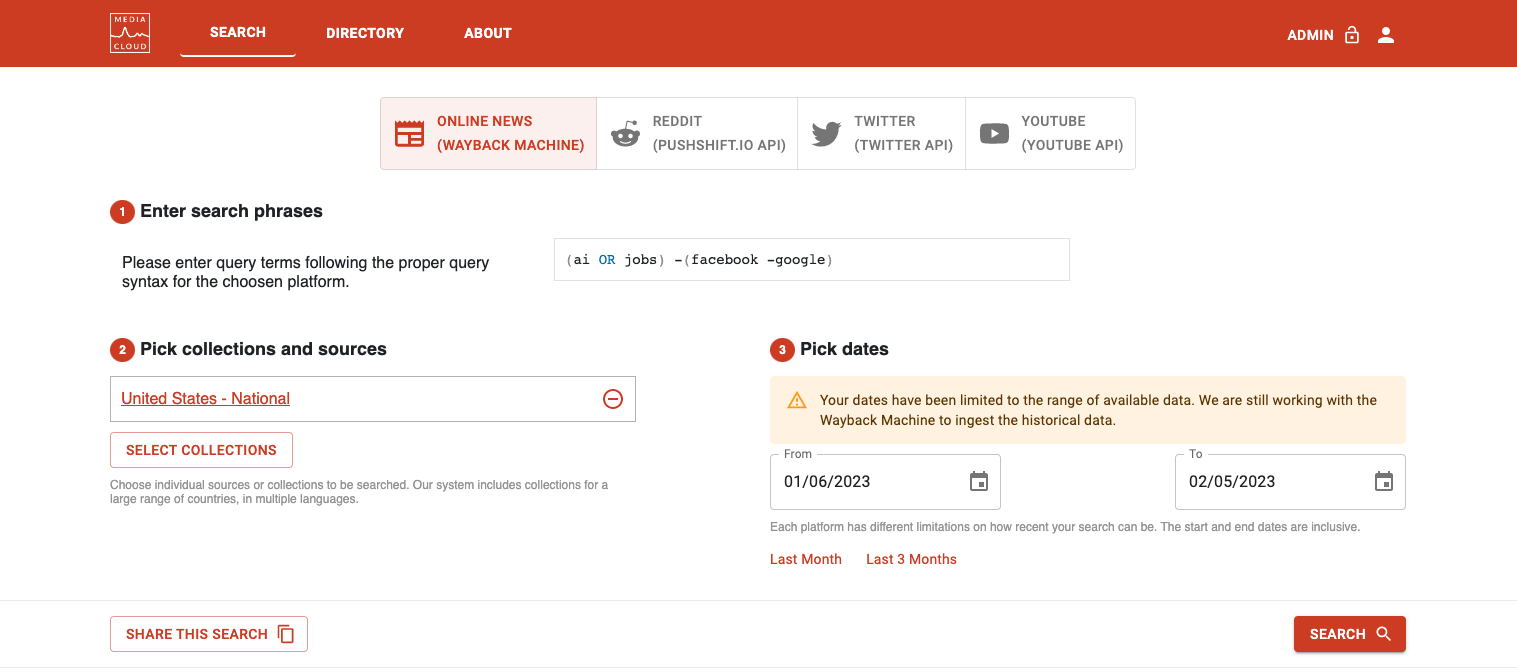 MEDIA
CLOUD
SEARCH
DIRECTORY
ABOUT
ADMIN
ONLINE NEWS
(WAYBACK MACHINE)
REDDIT
(PUSHSHIFT.IO API)
TWITTER
(TWITTER API)
YOUTUBE
(YOUTUBE API)
1 Enter search phrases
Please enter query terms following the proper query
syntax for the choosen platform.
(ai OR jobs) -(facebook -google)
2 Pick collections and sources
United States - National
SELECT COLLECTIONS
Choose individual sources or collections to be searched. Our system includes collections for a
large range of countries, in multiple languages.
3 Pick dates
Your dates have been limited to the range of available data. We are still working with the
Wayback Machine to ingest the historical data.
From
01/06/2023
To
02/05/2023
Each platform has different limitations on how recent your search can be. The start and end dates are inclusive.
Last Month
Last 3 Months
SHARE THIS SEARCH
SEARCH